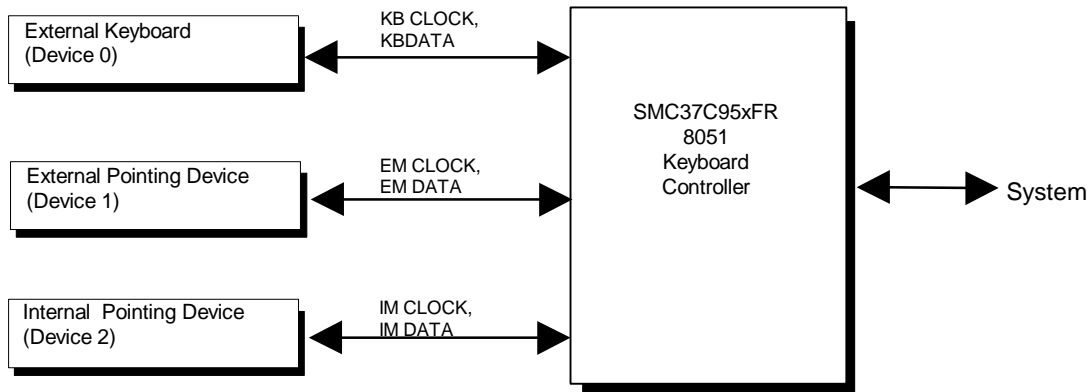 External Keyboard
(Device 0)
KB CLOCK,
KBDATA
External Pointing Device
(Device 1)
EM CLOCK,
EM DATA
Internal Pointing Device
(Device 2)
IM CLOCK,
IM DATA
SMC37C95xFR
8051
Keyboard
Controller
System